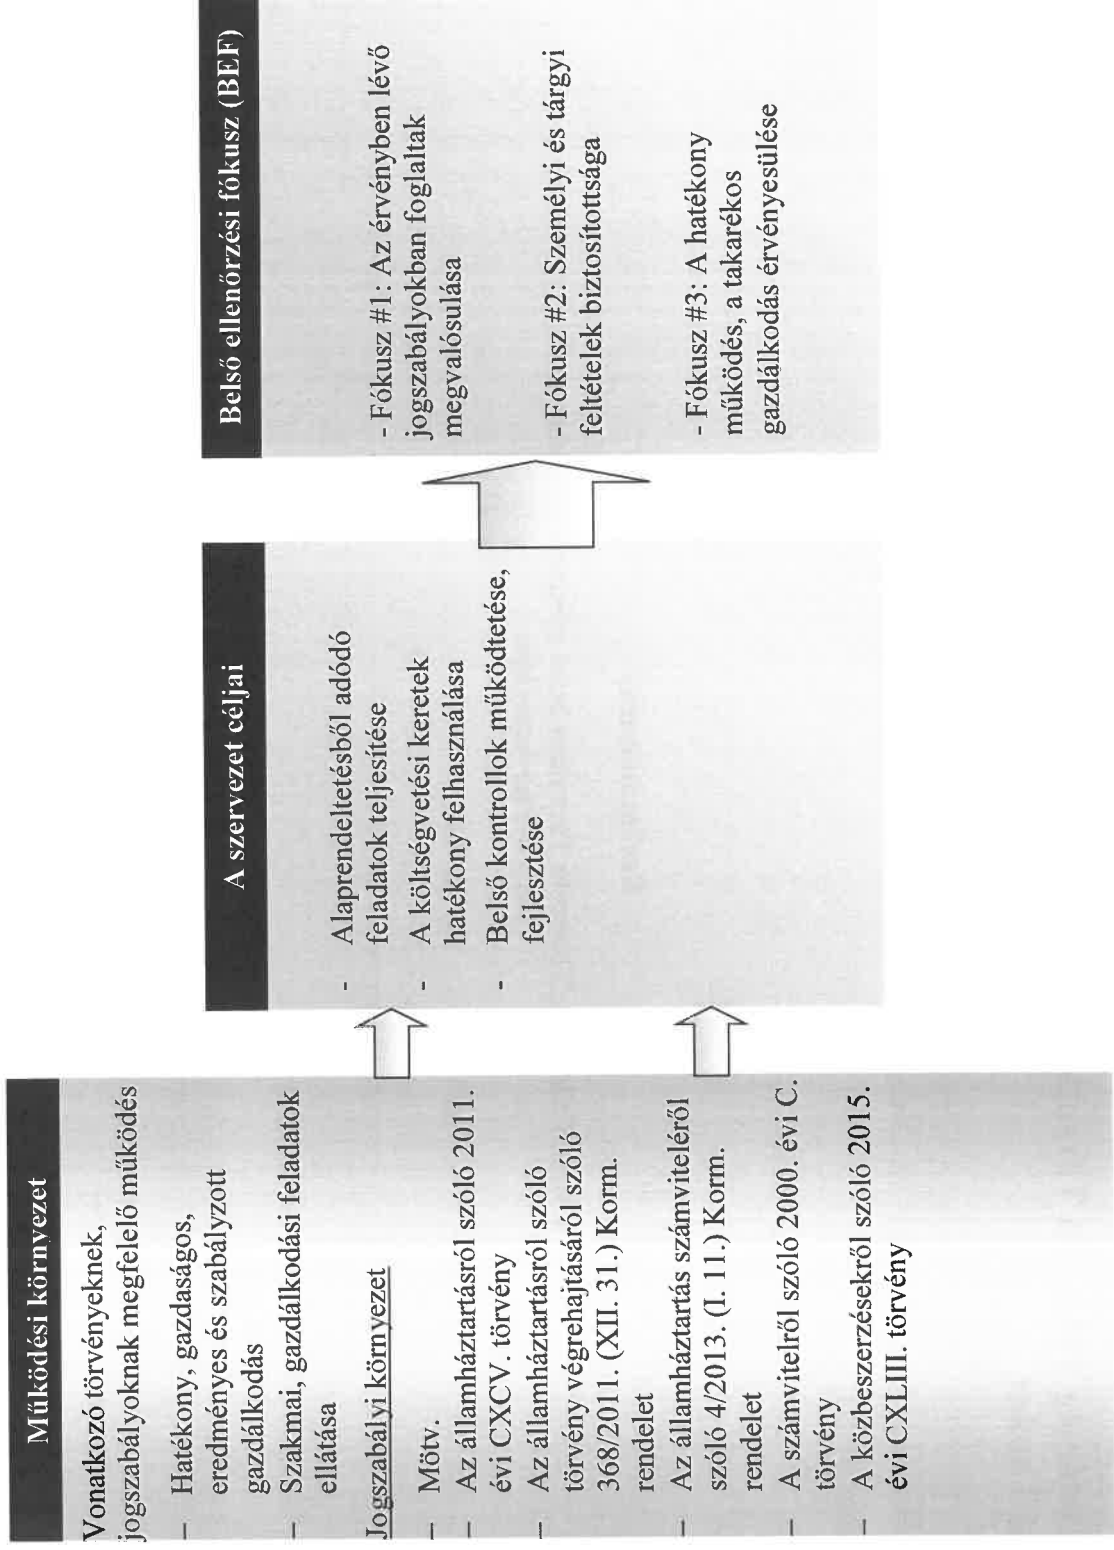 Működési környezet
Vonatkozó törvényeknek,
jogszabályoknak megfelelő működés
– Hatékony, gazdaságos,
eredményes és szabályzott
gazdálkodás
– Szakmai, gazdálkodási feladatok
ellátása
Jogszabályi környezet
– Mötv.
– Az államháztartásról szóló 2011.
évi CXCV. törvény
– Az államháztartásról szóló
törvény végrehajtásáról szóló
368/2011. (XII. 31.) Korm.
rendelet
– Az államháztartás számviteléről
szóló 4/2013. (I. 11.) Korm.
rendelet
– A számvitelről szóló 2000. évi C.
törvény
– A közbeszerzésekről szóló 2015.
évi CXLIII. törvény
A szervezet céljai
- Alaprendeltetésből adódó
feladatok teljesítése
- A költségvetési keretek
hatékony felhasználása
- Belső kontrollok működtetése,
fejlesztése
Belső ellenőrzési fókusz (BEF)
- Fókusz #1: Az érvényben lévő
jogszabályokban foglaltak
megvalósulása
- Fókusz #2: Személyi és tárgyi
feltételek biztosítottsága
- Fókusz #3: A hatékony
működés, a takarékos
gazdálkodás érvényesülése